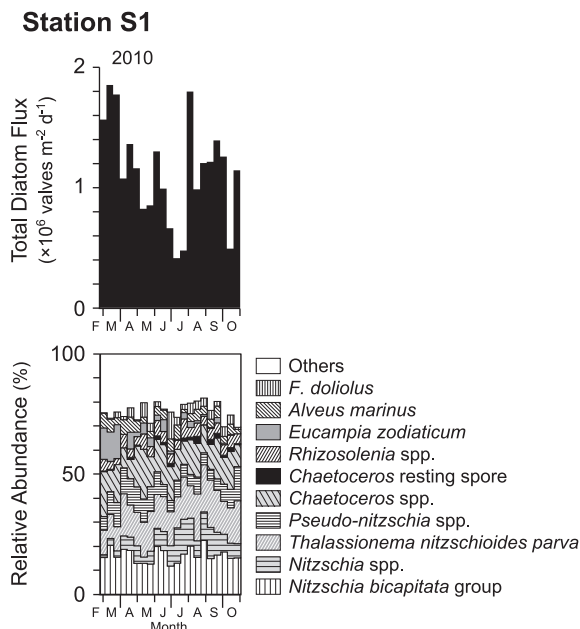 Station S1
2010
Total Diatom Flux
(×10⁶ valves m⁻² d⁻¹)
2
1
0
F M A M J J A S O
Relative Abundance (%)
100
50
0
F M A M J J A S O
Month
Others
F. doliolus
Alveus marinus
Eucampia zodiaticum
Rhizosolenia spp.
Chaetoceros resting spore
Chaetoceros spp.
Pseudo-nitzschia spp.
Thalassionema nitzschioides parva
Nitzschia spp.
Nitzschia bicapitata group